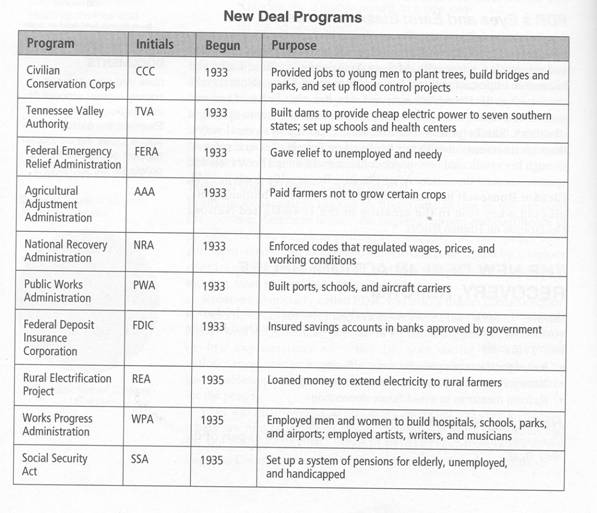 New Deal Programs
Program Initials Begun Purpose
Civilian CCC 1933 Provided jobs to young men to plant trees, build bridges and
Conservation Corps parks, and set up flood control projects
Tennessee Valley TVA 1933 Built dams to provide cheap electric power to seven southern
Authority states; set up schools and health centers
Federal Emergency FERA 1933 Gave relief to unemployed and needy
Relief Administration
Agricultural AAA 1933 Paid farmers not to grow certain crops
Adjustment
Administration
National Recovery NRA 1933 Enforced codes that regulated wages, prices, and
Administration working conditions
Public Works PWA 1933 Built ports, schools, and aircraft carriers
Administration
Federal Deposit FDIC 1933 Insured savings accounts in banks approved by government
Insurance
Corporation
Rural Electrification REA 1935 Loaned money to extend electricity to rural farmers
Project
Works Progress WPA 1935 Employed men and women to build hospitals, schools, parks,
Administration and airports; employed artists, writers, and musicians
Social Security SSA 1935 Set up a system of pensions for elderly, unemployed,
Act and handicapped